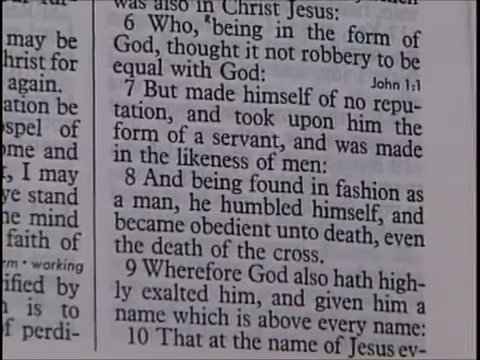 may be
hrist for
again.
ation be
ospel of
ome and
, I may
ye stand
ne mind
faith of
m • working
ified by
is to
f perdi-
was also in Christ Jesus:
6 Who, *being in the form of
God, thought it not robbery to be
equal with God:
John 1:1
7 But made himself of no repu-
tation, and took upon him the
form of a servant, and was made
in the likeness of men:
8 And being found in fashion as
a man, he humbled himself, and
became obedient unto death, even
the death of the cross.
9 Wherefore God also hath high-
ly exalted him, and given him a
name which is above every name:
10 That at the name of Jesus ev-